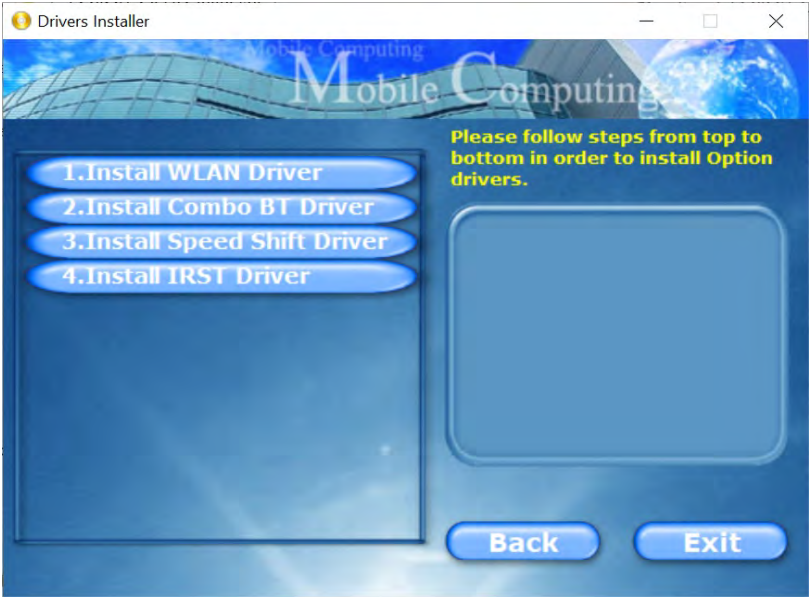 Drivers Installer
Mobile Computing
Mobile Computing
Please follow steps from top to
bottom in order to install Option
drivers.
1.Install WLAN Driver
2.Install Combo BT Driver
3.Install Speed Shift Driver
4.Install IRST Driver
Back
Exit